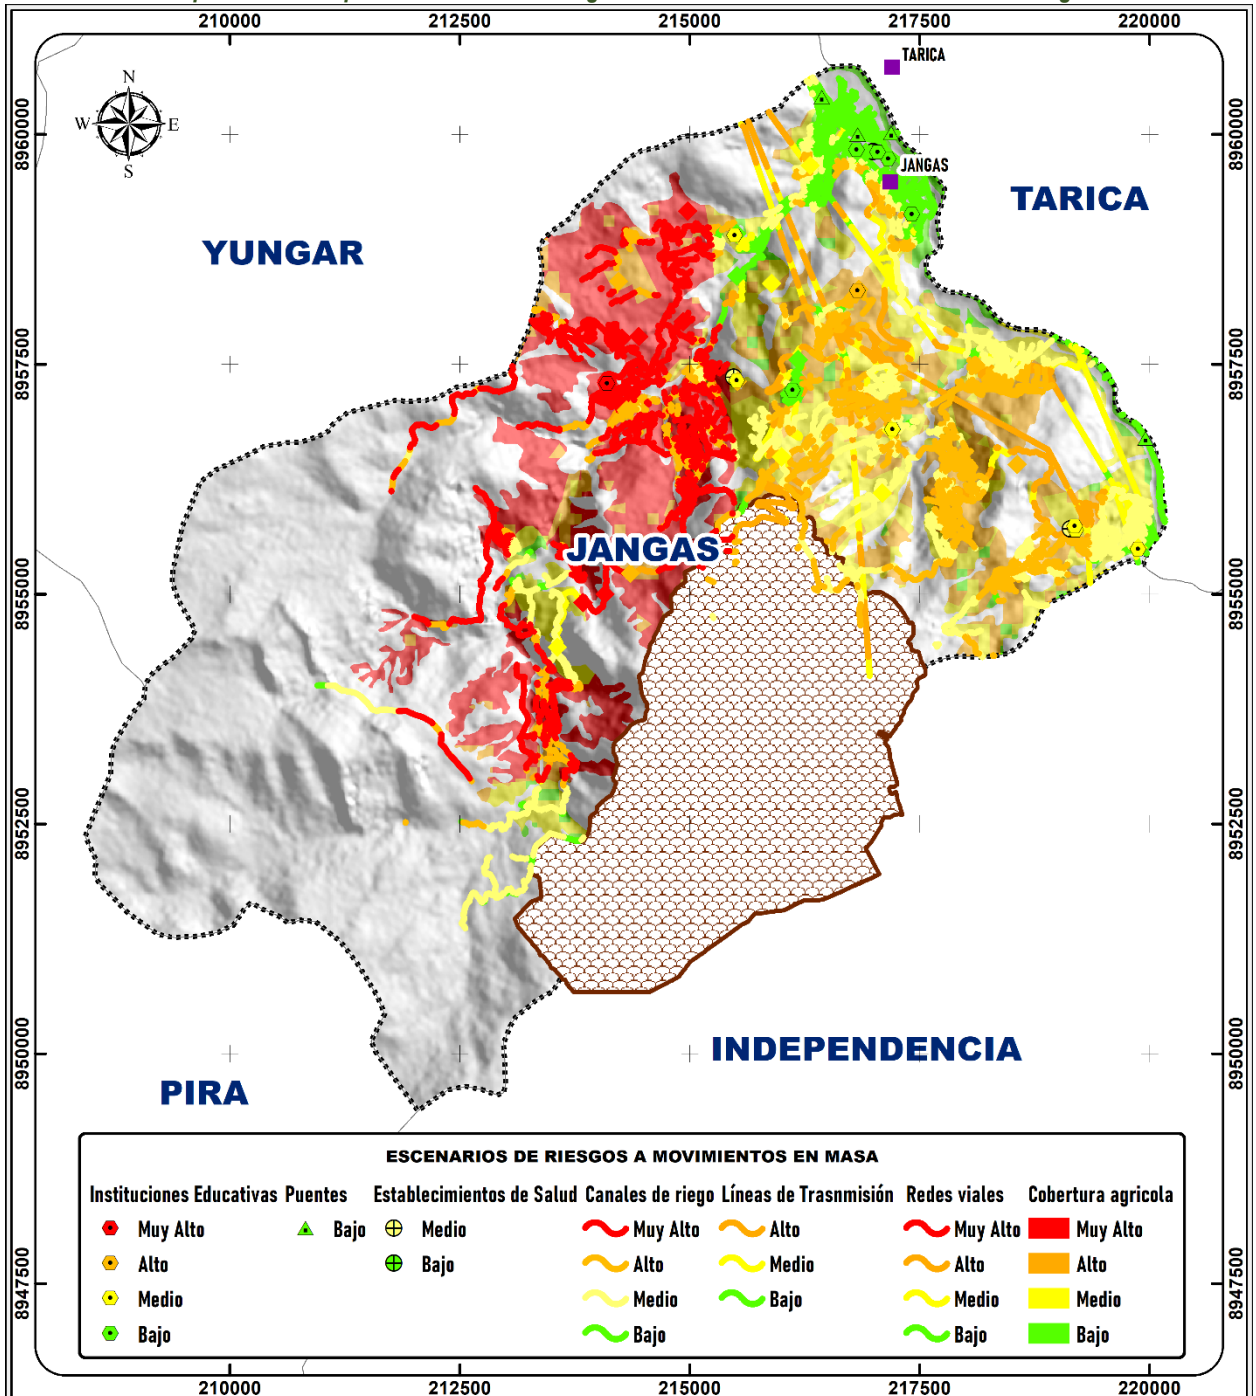 210000 212500 215000 217500 220000
TARICA
N
W E
S
8960000 8960000
JANGAS
TARICA
YUNGAR
8957500 8957500
JANGAS
8955000 8955000
8952500 8952500
8950000 8950000
INDEPENDENCIA
PIRA
ESCENARIOS DE RIESGOS A MOVIMIENTOS EN MASA
Instituciones Educativas Puentes Establecimientos de Salud Canales de riego Líneas de Trasnmisión Redes viales Cobertura agricola
Muy Alto Bajo Medio Muy Alto Alto Muy Alto Muy Alto
Alto Bajo Alto Medio Alto Alto
Medio Medio Bajo Medio Medio
Bajo Bajo Bajo Bajo
8947500 8947500
210000 212500 215000 217500 220000